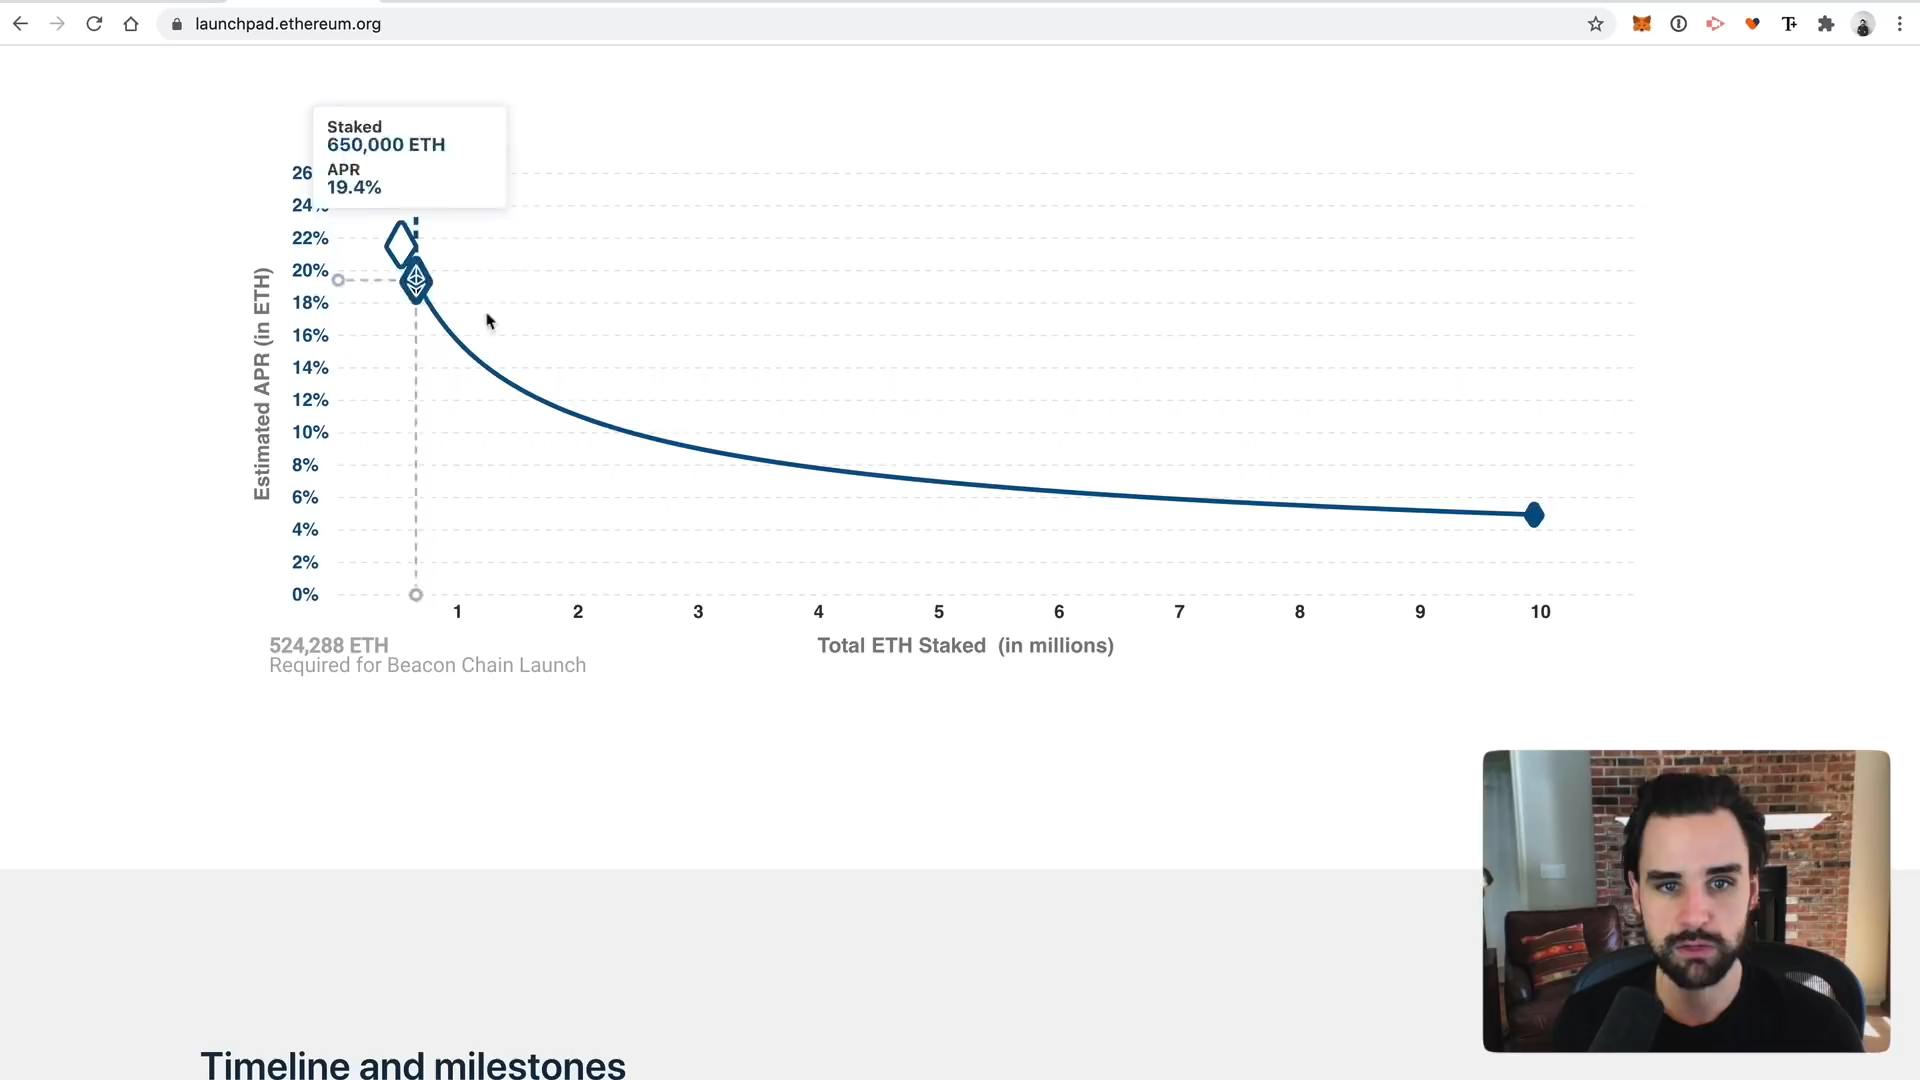 launchpad.ethereum.org
Staked
650,000 ETH
APR
19.4%
26
24%
22%
20%
18%
16%
14%
12%
10%
8%
6%
4%
2%
0%
Estimated APR (in ETH)
1 2 3 4 5 6 7 8 9 10
524,288 ETH
Required for Beacon Chain Launch
Total ETH Staked (in millions)
Timeline and milestones